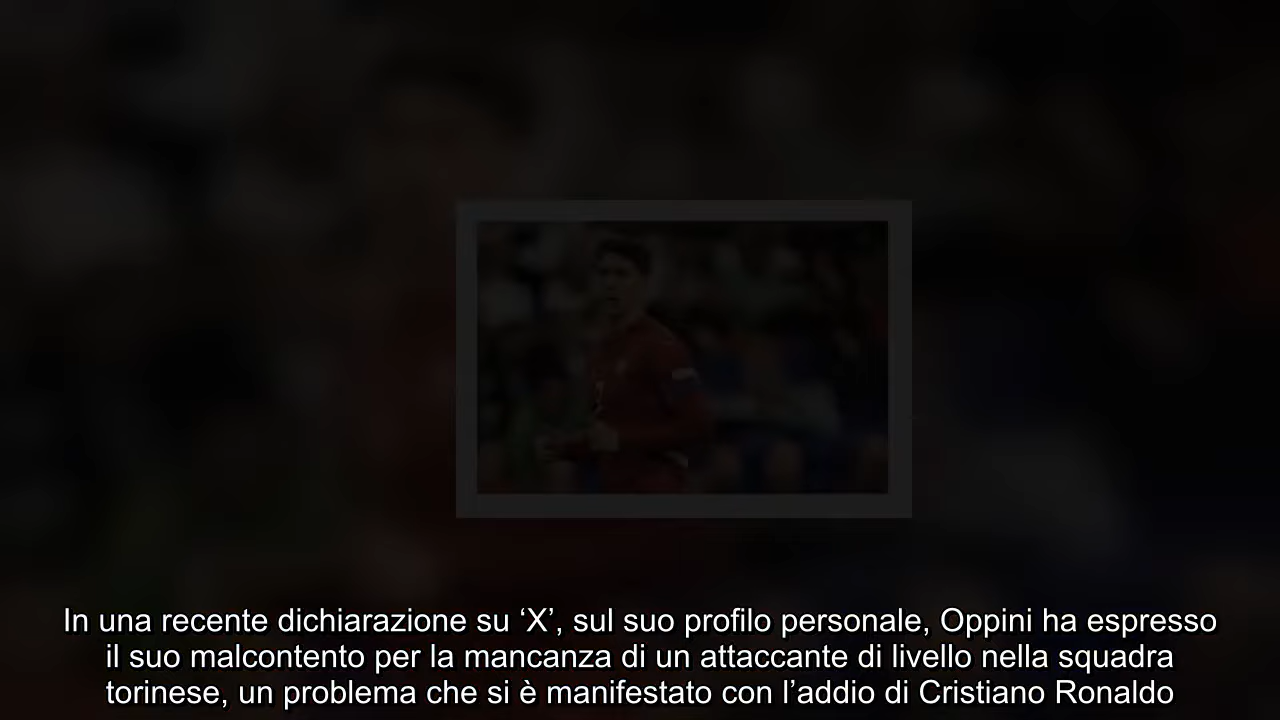 In una recente dichiarazione su ‘X’, sul suo profilo personale, Oppini ha espresso
il suo malcontento per la mancanza di un attaccante di livello nella squadra
torinese, un problema che si è manifestato con l’addio di Cristiano Ronaldo